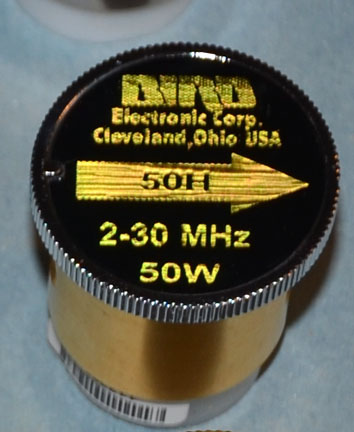 BIRD
Electronic Corp.
Cleveland,Ohio USA
50H
2-30 MHz
50W